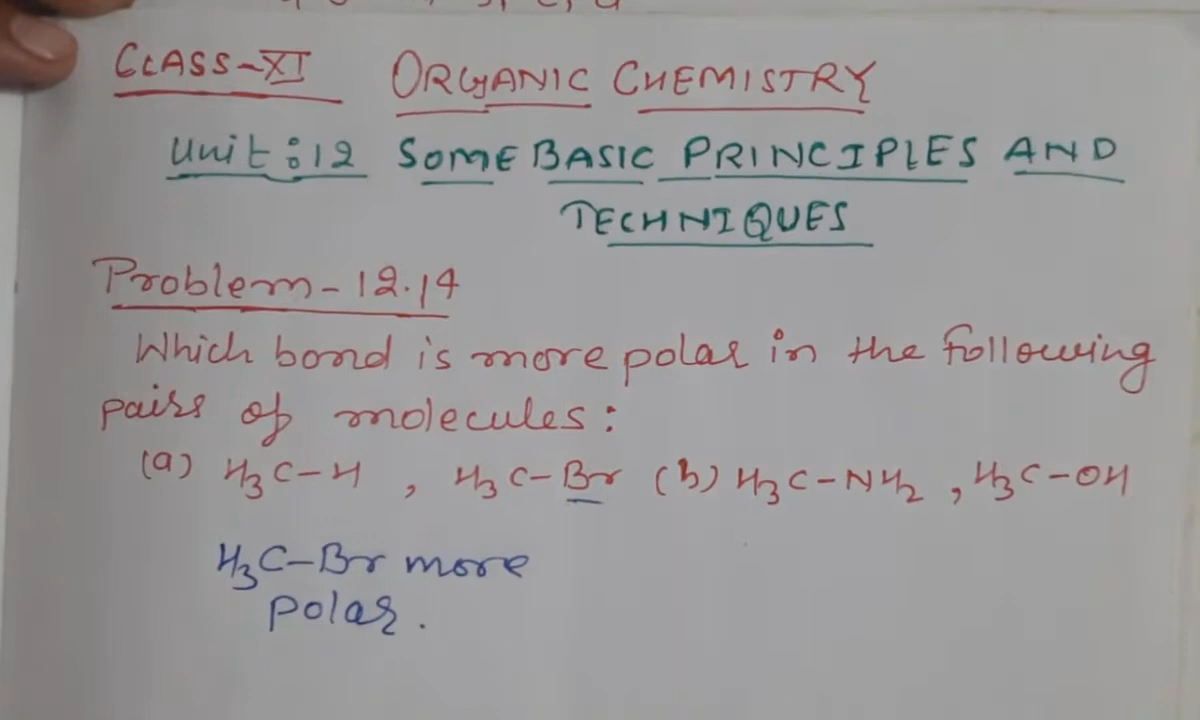 CLASS-XI ORGANIC CHEMISTRY
Unit:12 SOME BASIC PRINCIPLES AND
TECHNIQUES
Problem-12.14
Which bond is more polar in the following
pairs of molecules:
(a) H₃C-H , H₃C-Br (b) H₃C-NH₂ , H₃C-OH
H₃C-Br more
polar.